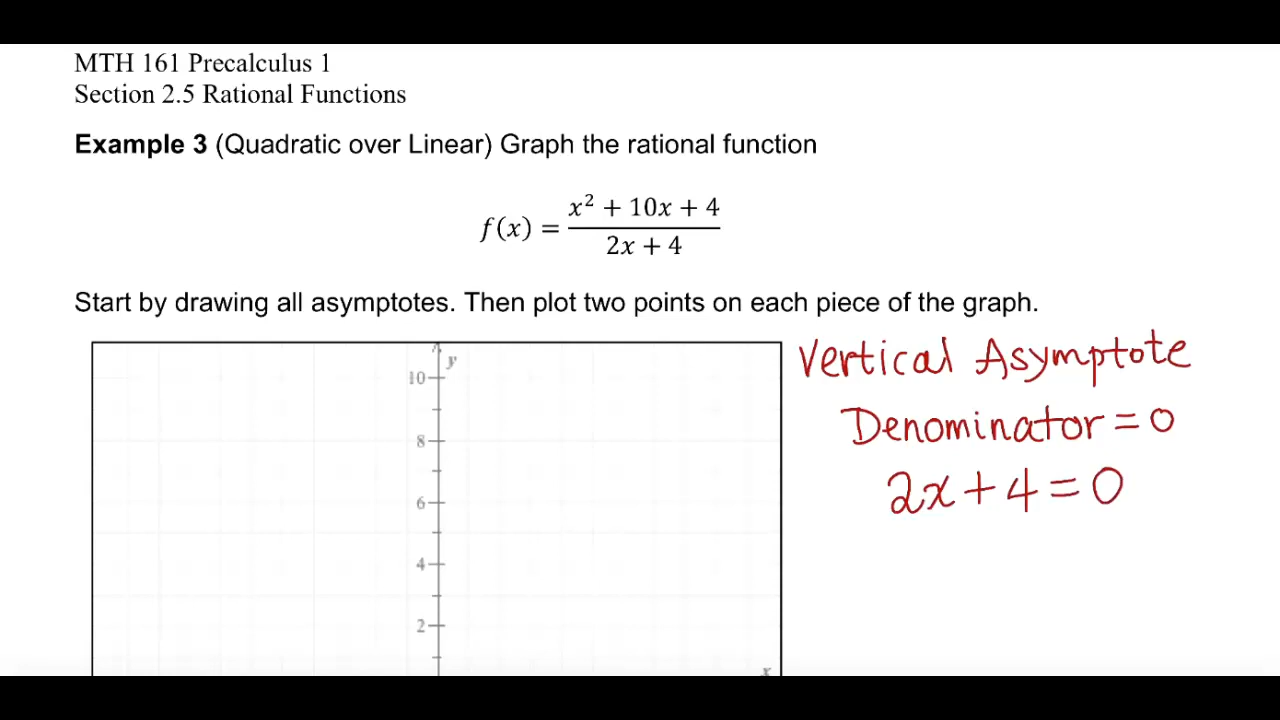 MTH 161 Precalculus 1
Section 2.5 Rational Functions
Example 3 (Quadratic over Linear) Graph the rational function
f(x) = (x² + 10x + 4)/(2x + 4)
Start by drawing all asymptotes. Then plot two points on each piece of the graph.
Vertical Asymptote
Denominator = 0
2x + 4 = 0
y
10
8
6
4
2
x